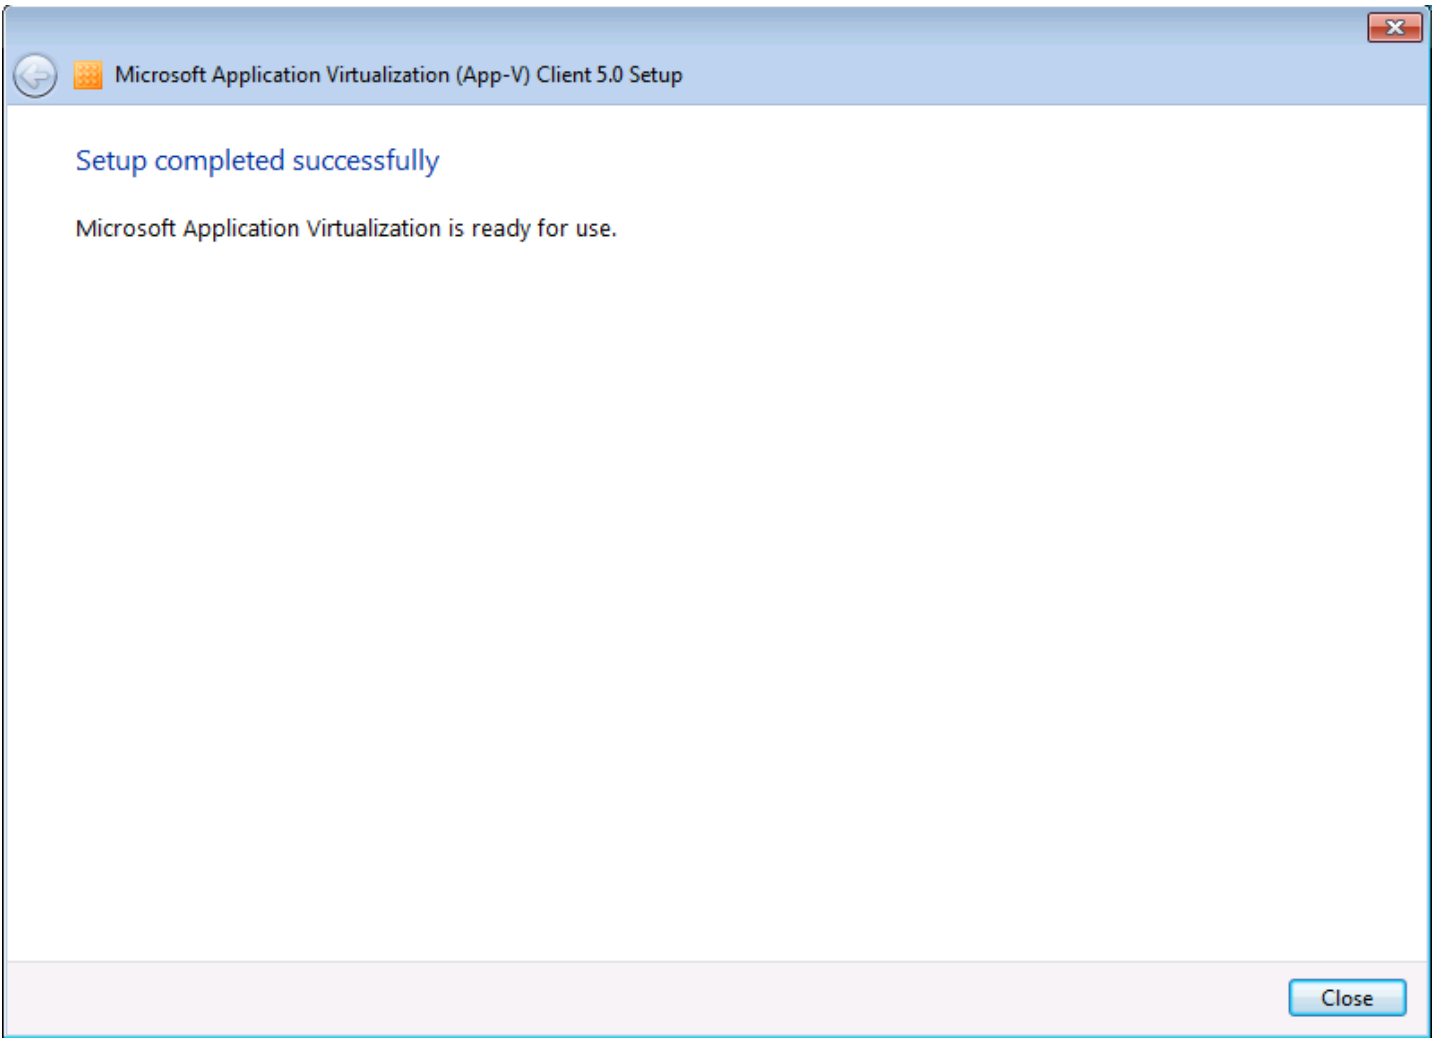 Microsoft Application Virtualization (App-V) Client 5.0 Setup
Setup completed successfully
Microsoft Application Virtualization is ready for use.
Close